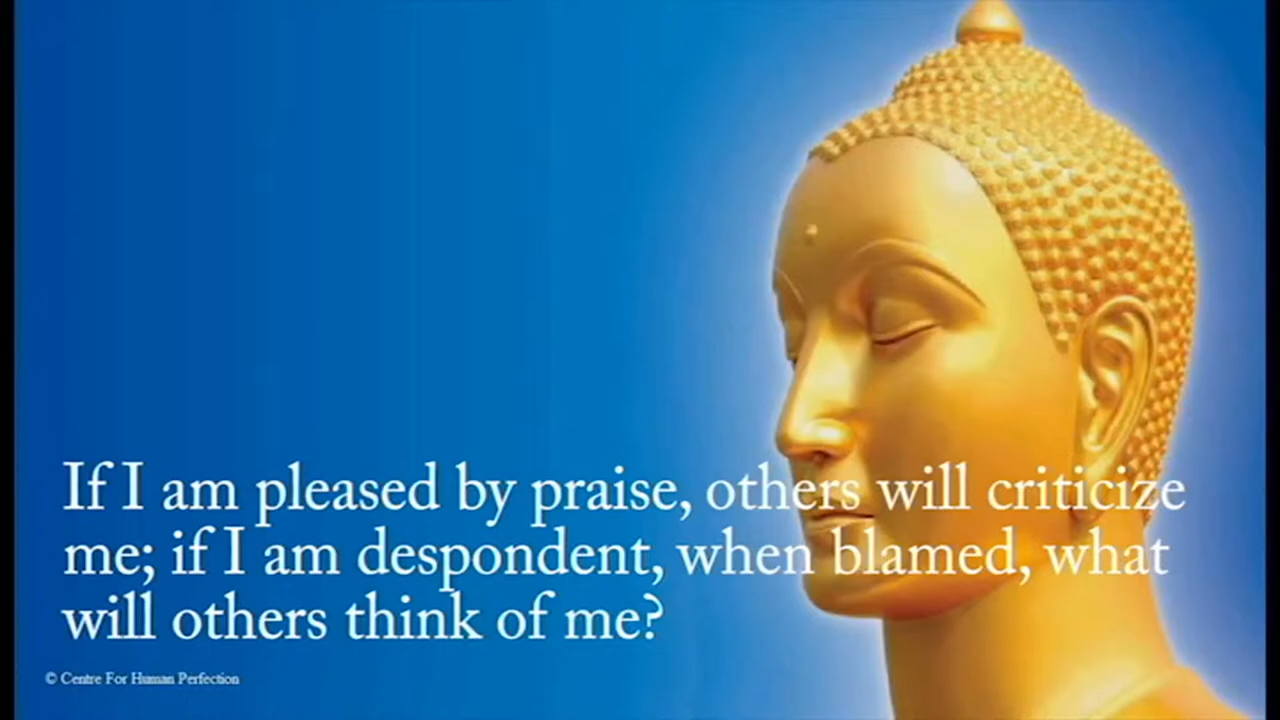 If I am pleased by praise, others will criticize
me; if I am despondent, when blamed, what
will others think of me?
© Centre For Human Perfection